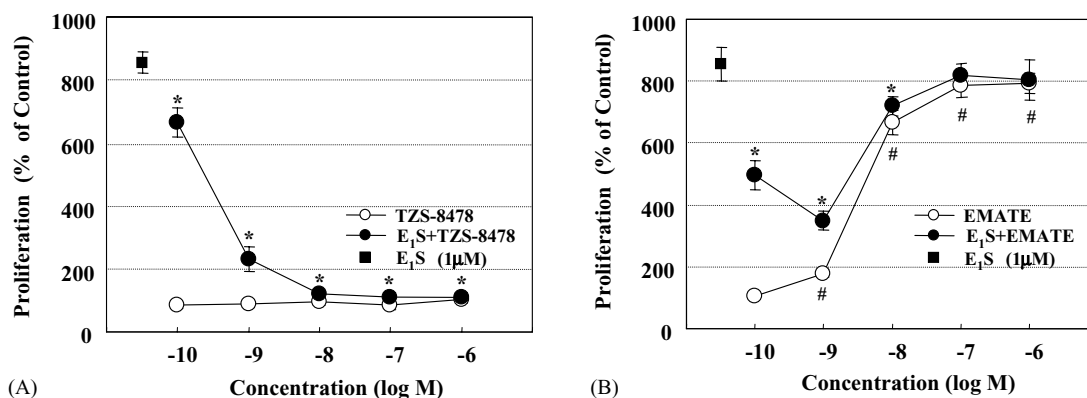 1000
800
600
400
200
0
Proliferation (% of Control)
*
*
*
*
*
TZS-8478
E₁S+TZS-8478
E₁S (1µM)
-10 -9 -8 -7 -6
Concentration (log M)
(A)
1000
800
600
400
200
0
Proliferation (% of Control)
*
*
*
#
#
#
#
EMATE
E₁S+EMATE
E₁S (1µM)
-10 -9 -8 -7 -6
Concentration (log M)
(B)